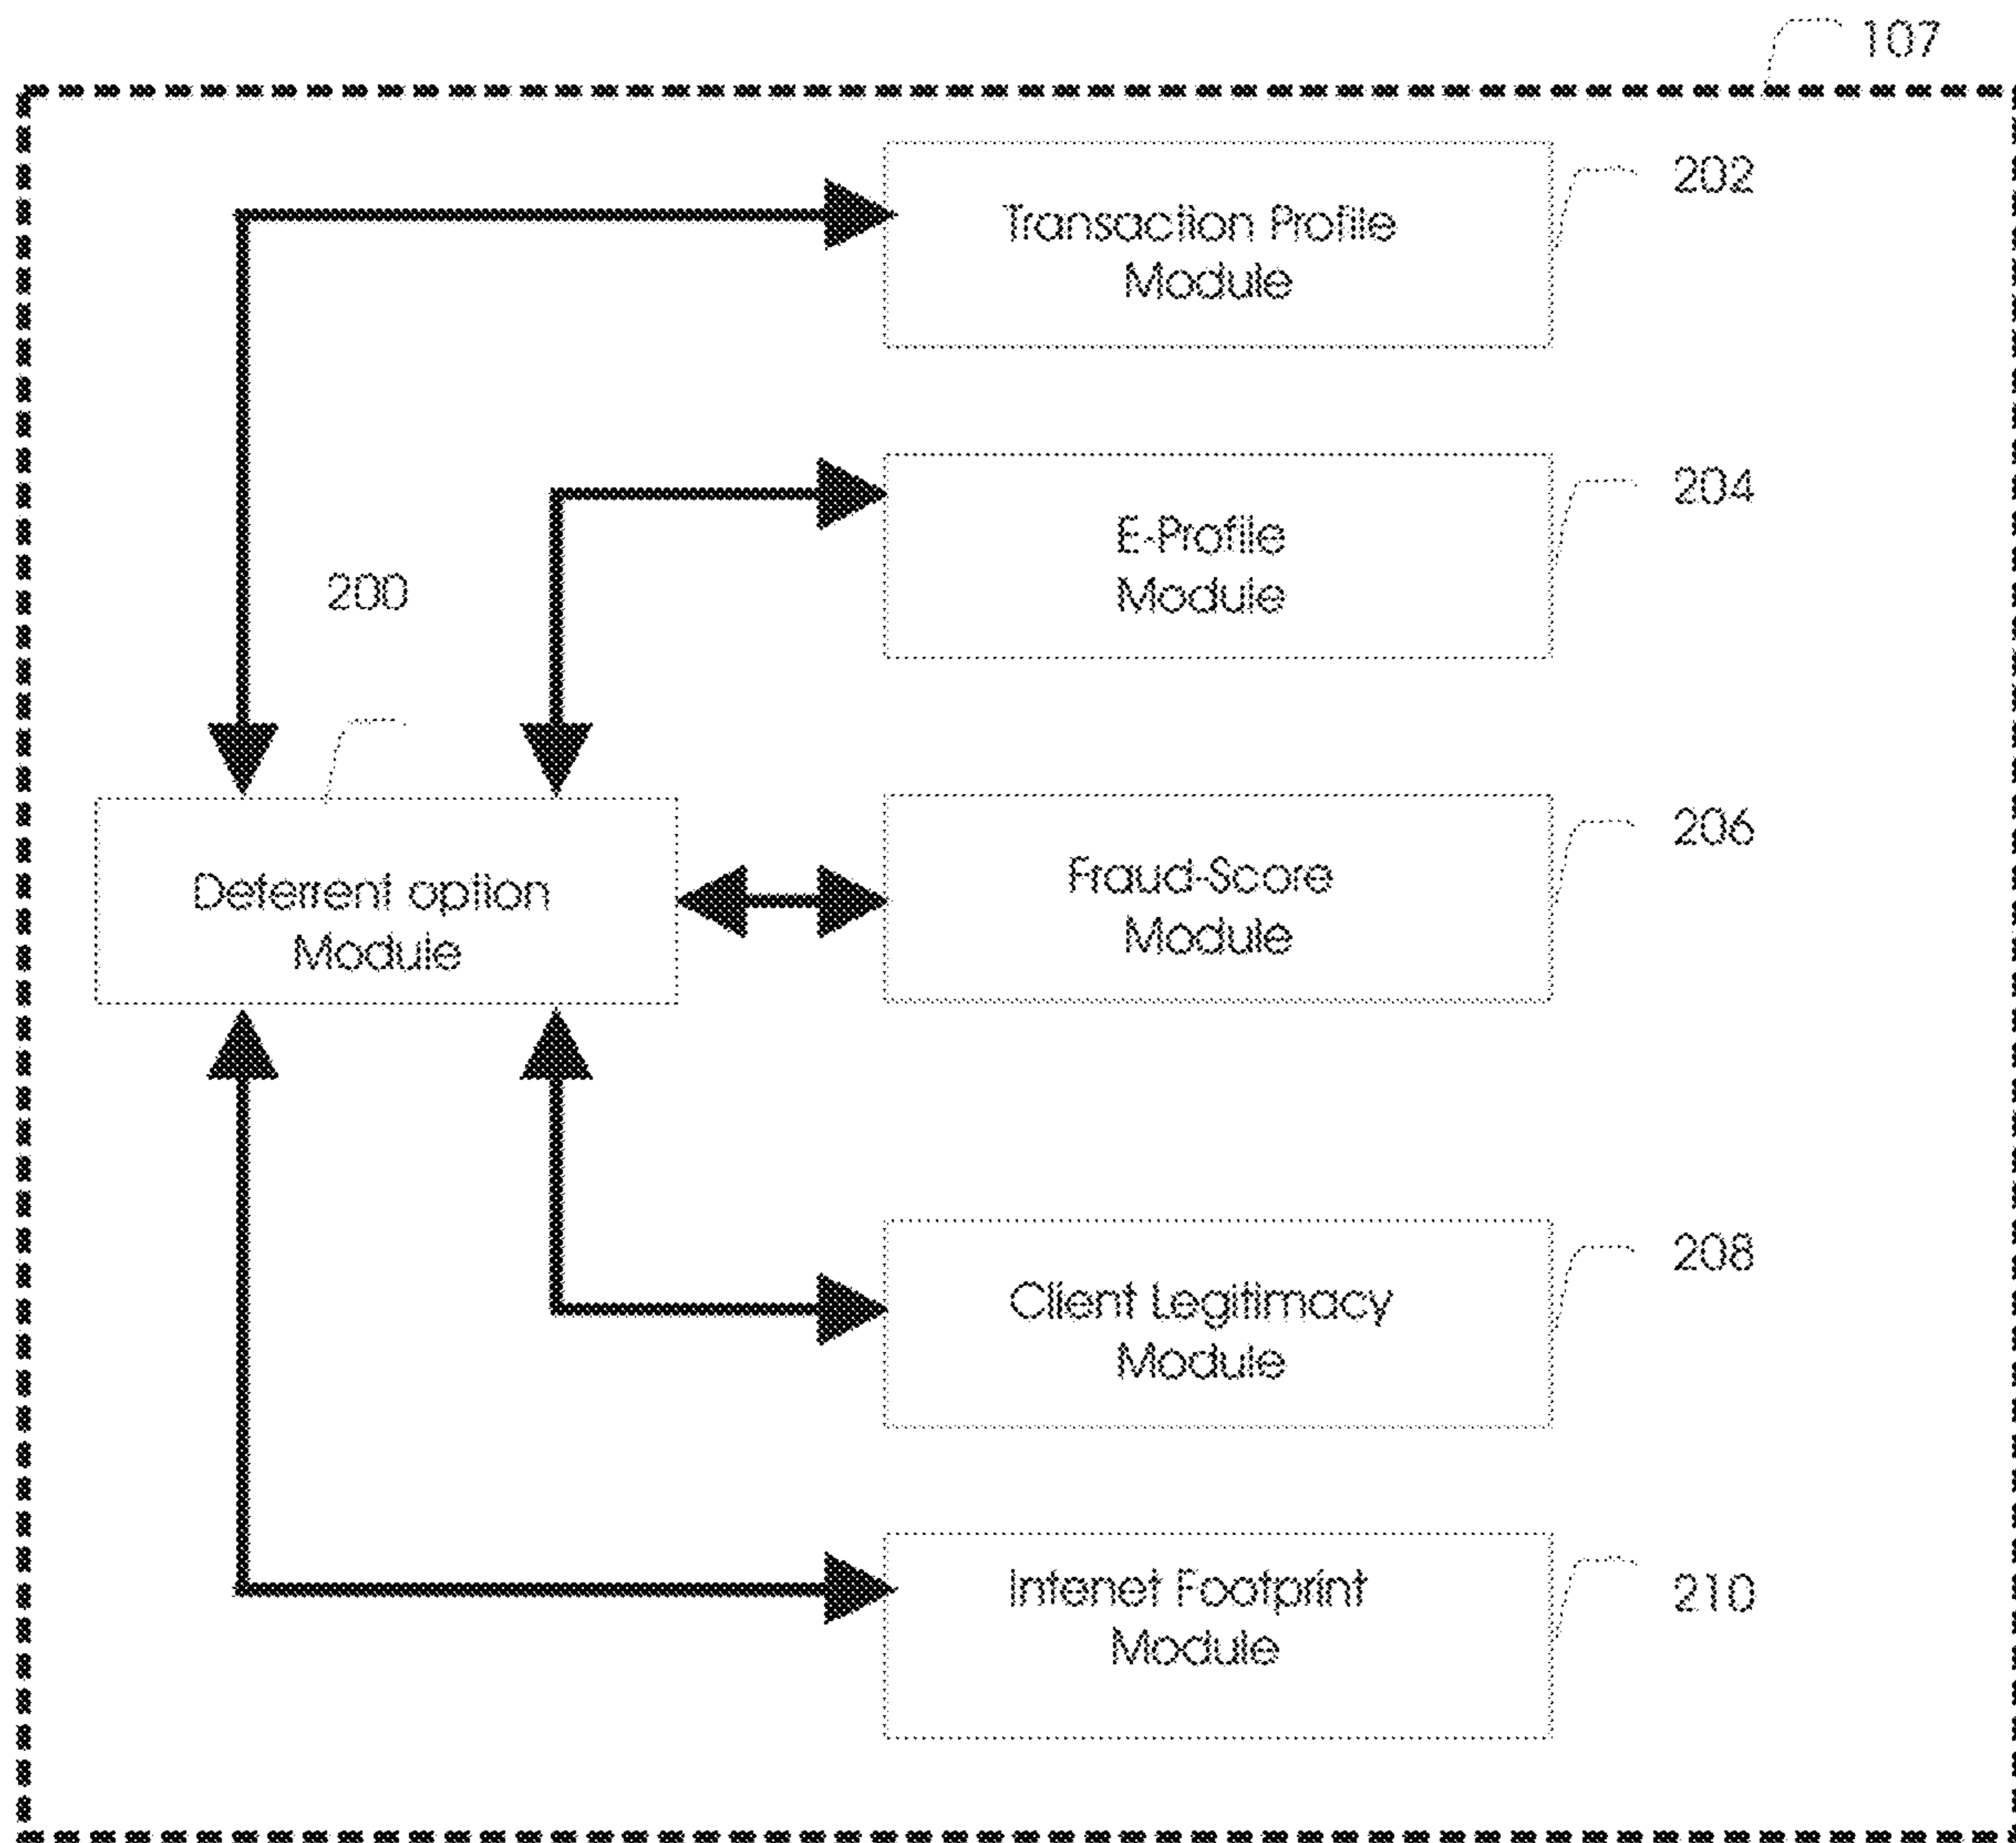 107
Transaction Profile
Module
202
E-Profile
Module
204
200
Deterrent option
Module
Fraud-Score
Module
206
Client Legitimacy
Module
208
Intenet Footprint
Module
210